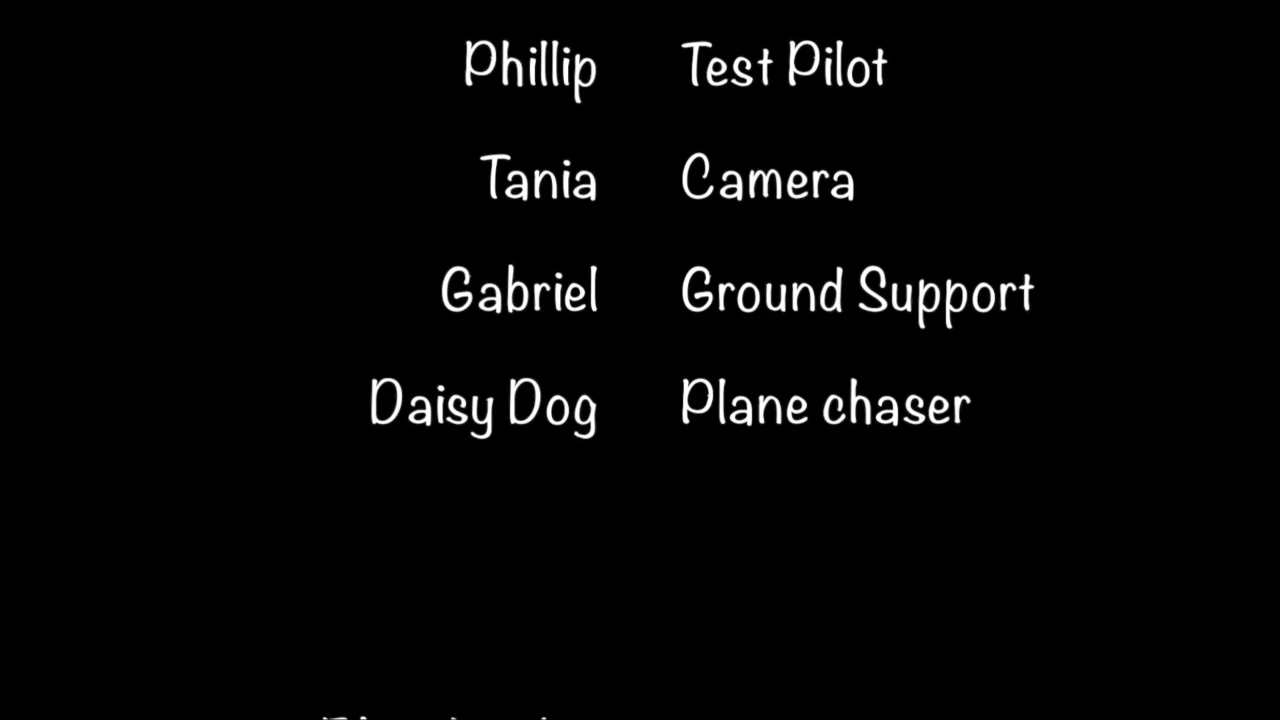 Phillip Test Pilot
Tania Camera
Gabriel Ground Support
Daisy Dog Plane chaser